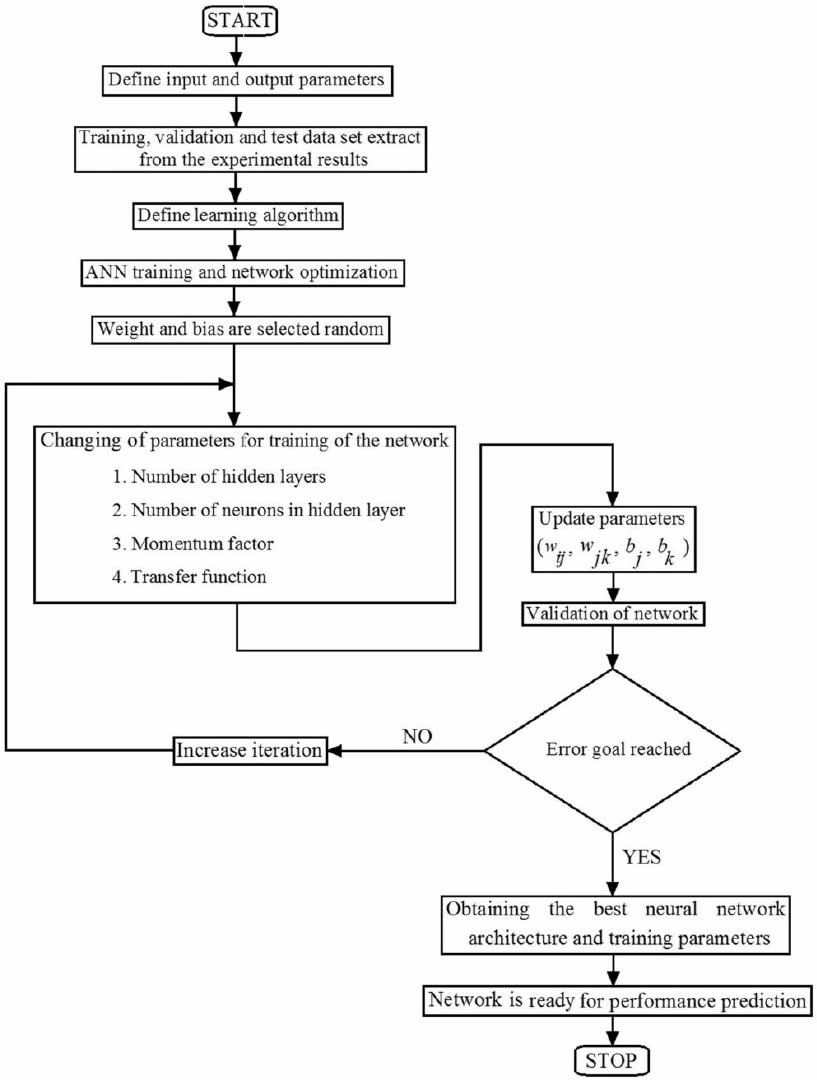 START
Define input and output parameters
Training, validation and test data set extract
from the experimental results
Define learning algorithm
ANN training and network optimization
Weight and bias are selected random
Changing of parameters for training of the network
1. Number of hidden layers
2. Number of neurons in hidden layer
3. Momentum factor
4. Transfer function
Update parameters
(w_ij, w_jk, b_j, b_k)
Validation of network
Error goal reached
NO
Increase iteration
YES
Obtaining the best neural network
architecture and training parameters
Network is ready for performance prediction
STOP